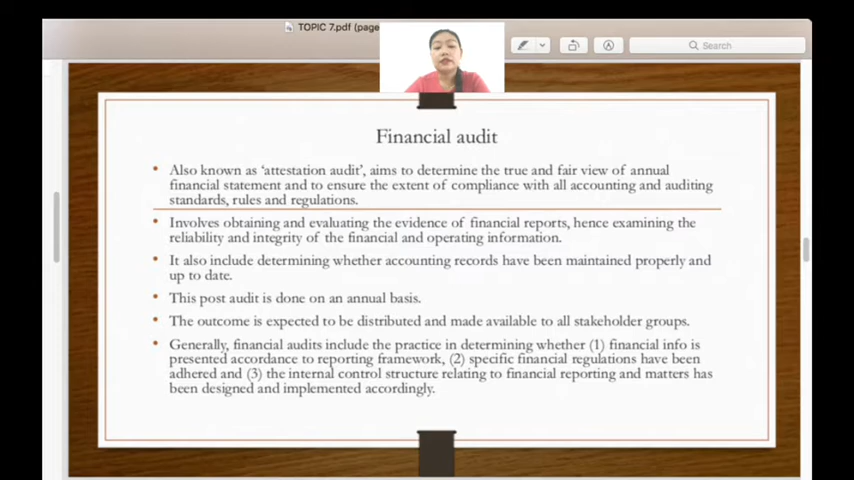 TOPIC 7.pdf (page
Search
Financial audit
• Also known as ‘attestation audit’, aims to determine the true and fair view of annual
financial statement and to ensure the extent of compliance with all accounting and auditing
standards, rules and regulations.
• Involves obtaining and evaluating the evidence of financial reports, hence examining the
reliability and integrity of the financial and operating information.
• It also include determining whether accounting records have been maintained properly and
up to date.
• This post audit is done on an annual basis.
• The outcome is expected to be distributed and made available to all stakeholder groups.
• Generally, financial audits include the practice in determining whether (1) financial info is
presented accordance to reporting framework, (2) specific financial regulations have been
adhered and (3) the internal control structure relating to financial reporting and matters has
been designed and implemented accordingly.